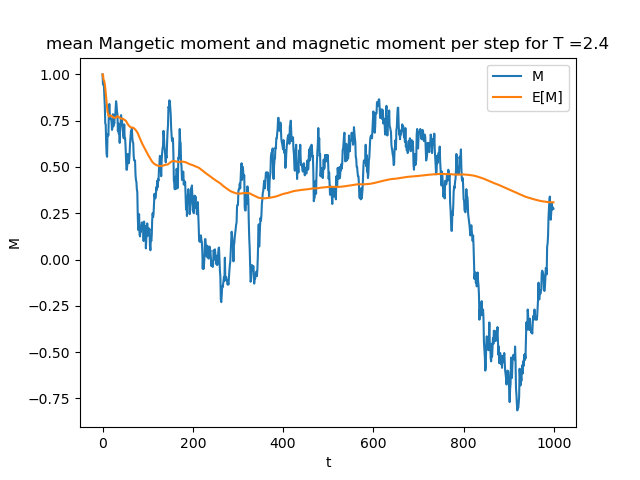 mean Mangetic moment and magnetic moment per step for T =2.4
M
E[M]
1.00
0.75
0.50
0.25
0.00
−0.25
−0.50
−0.75
M
0
200
400
600
800
1000
t